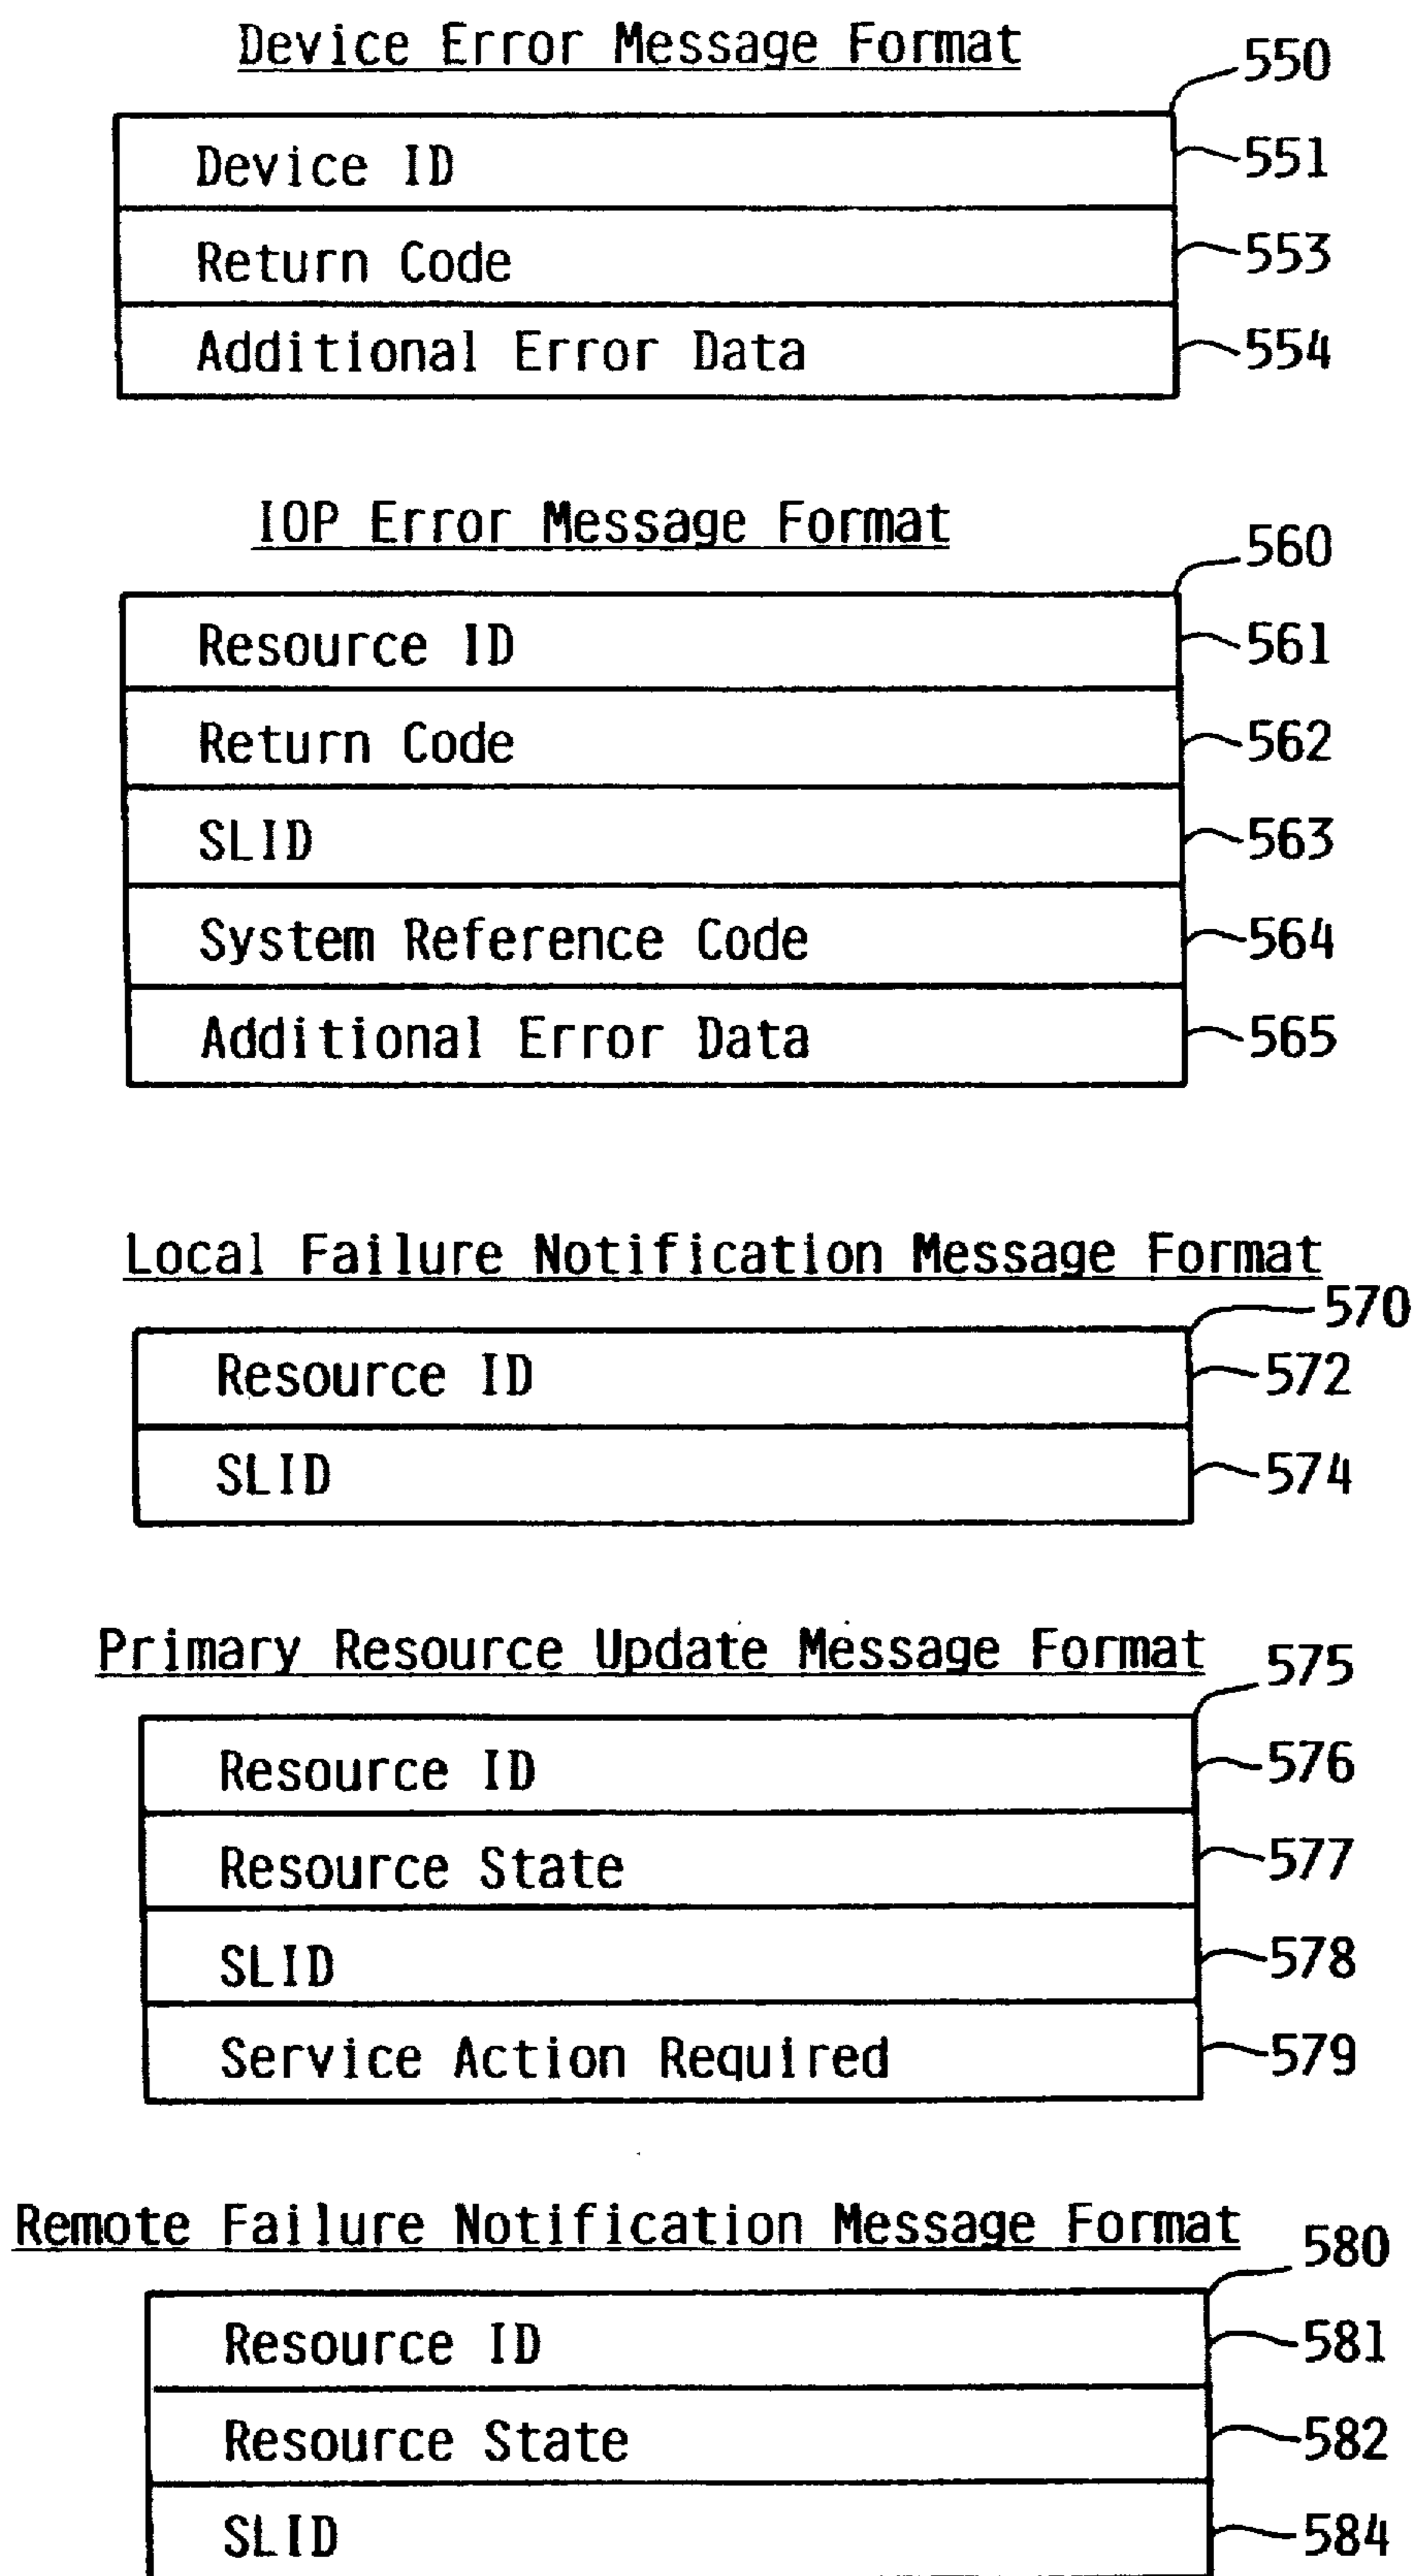 Device Error Message Format
550
Device ID 551
Return Code 553
Additional Error Data 554
IOP Error Message Format
560
Resource ID 561
Return Code 562
SLID 563
System Reference Code 564
Additional Error Data 565
Local Failure Notification Message Format
570
Resource ID 572
SLID 574
Primary Resource Update Message Format
575
Resource ID 576
Resource State 577
SLID 578
Service Action Required 579
Remote Failure Notification Message Format
580
Resource ID 581
Resource State 582
SLID 584